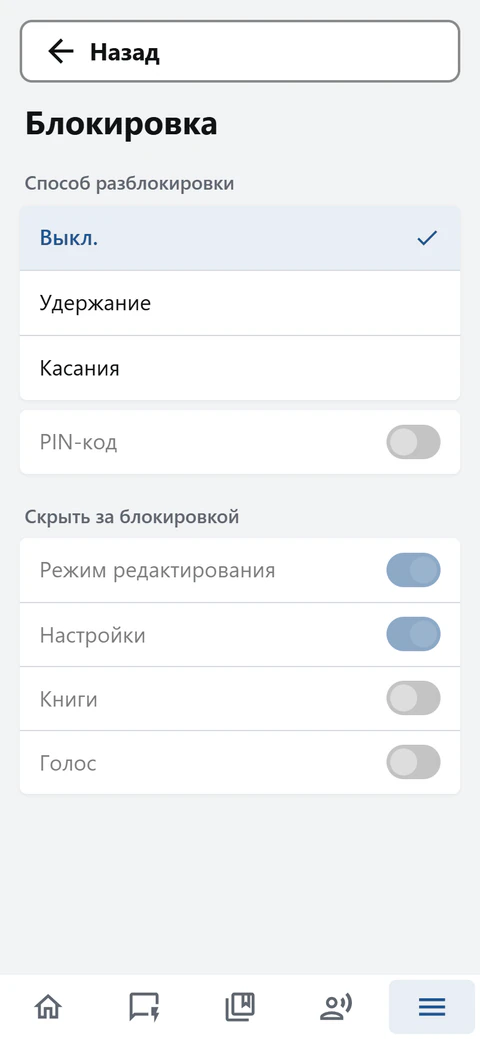 Назад
Блокировка
Способ разблокировки
Выкл.
Удержание
Касания
PIN-код
Скрыть за блокировкой
Режим редактирования
Настройки
Книги
Голос